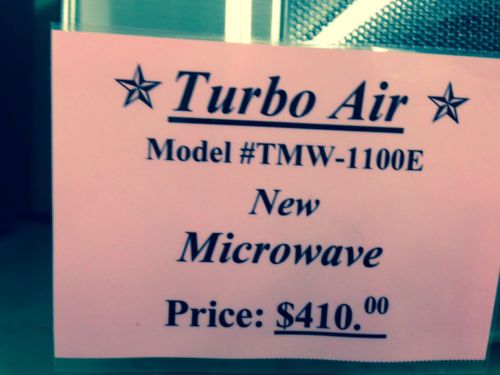 Turbo Air
Model #TMW-1100E
New
Microwave
Price: $410.00